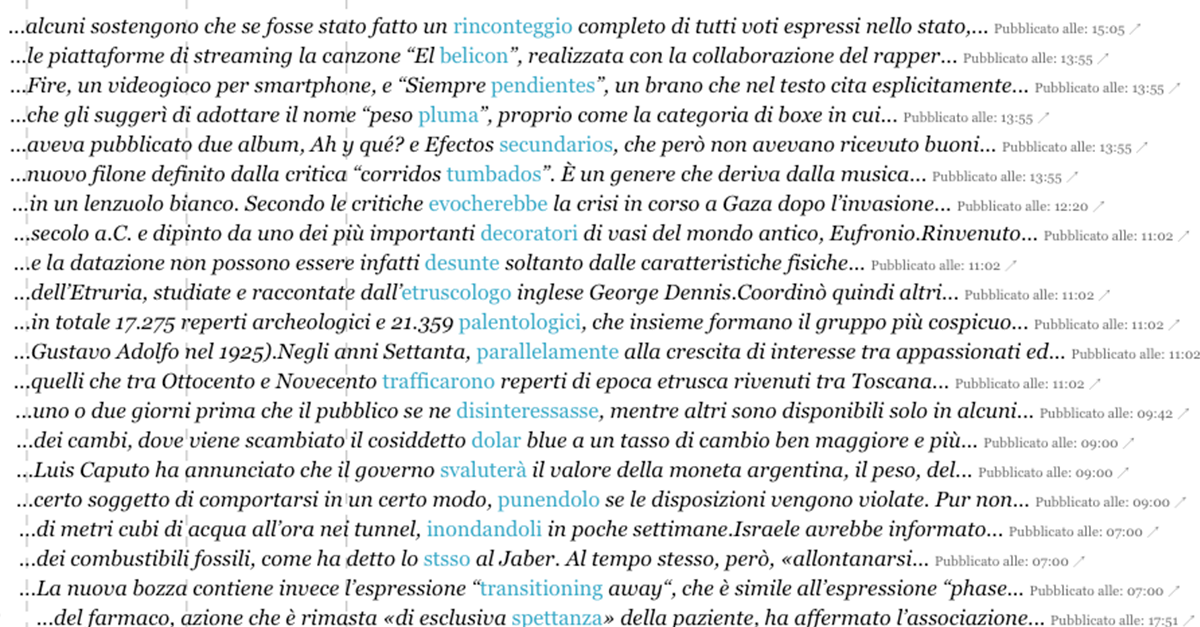 ...alcuni sostengono che se fosse stato fatto un rinconteggio completo di tutti voti espressi nello stato,... Pubblicato alle: 15:05
...le piattaforme di streaming la canzone “El belicon”, realizzata con la collaborazione del rapper... Pubblicato alle: 13:55
...Fire, un videogioco per smartphone, e “Siempre pendientes”, un brano che nel testo cita esplicitamente... Pubblicato alle: 13:55
...che gli suggerì di adottare il nome “peso pluma”, proprio come la categoria di boxe in cui... Pubblicato alle: 13:55
...aveva pubblicato due album, Ah y qué? e Efectos secundarios, che però non avevano ricevuto buoni... Pubblicato alle: 13:55
...nuovo filone definito dalla critica “corridos tumbados”. È un genere che deriva dalla musica... Pubblicato alle: 13:55
...in un lenzuolo bianco. Secondo le critiche evocherebbe la crisi in corso a Gaza dopo l’invasione... Pubblicato alle: 12:20
...secolo a.C. e dipinto da uno dei più importanti decoratori di vasi del mondo antico, Eufronio.Rinvenuto... Pubblicato alle: 11:02
...e la datazione non possono essere infatti desunte soltanto dalle caratteristiche fisiche... Pubblicato alle: 11:02
...dell’Etruria, studiate e raccontate dall’etruscologo inglese George Dennis.Coordinò quindi altri... Pubblicato alle: 11:02
...in totale 17.275 reperti archeologici e 21.359 palentologici, che insieme formano il gruppo più cospicuo... Pubblicato alle: 11:02
...Gustavo Adolfo nel 1925).Negli anni Settanta, parallelamente alla crescita di interesse tra appassionati ed... Pubblicato alle: 11:02
...quelli che tra Ottocento e Novecento trafficarono reperti di epoca etrusca rivenuti tra Toscana... Pubblicato alle: 11:02
...uno o due giorni prima che il pubblico se ne disinteressasse, mentre altri sono disponibili solo in alcuni... Pubblicato alle: 09:42
...dei cambi, dove viene scambiato il cosiddetto dolar blue a un tasso di cambio ben maggiore e più... Pubblicato alle: 09:00
...Luis Caputo ha annunciato che il governo svaluterà il valore della moneta argentina, il peso, del... Pubblicato alle: 09:00
...certo soggetto di comportarsi in un certo modo, punendolo se le disposizioni vengono violate. Pur non... Pubblicato alle: 09:00
...di metri cubi di acqua all’ora nei tunnel, inondandoli in poche settimane.Israele avrebbe informato... Pubblicato alle: 07:00
...dei combustibili fossili, come ha detto lo stsso al Jaber. Al tempo stesso, però, «allontanarsi... Pubblicato alle: 07:00
...La nuova bozza contiene invece l’espressione “transitioning away“, che è simile all’espressione “phase... Pubblicato alle: 07:00
...del farmaco, azione che è rimasta «di esclusiva spettanza» della paziente, ha affermato l’associazione... Pubblicato alle: 17:51